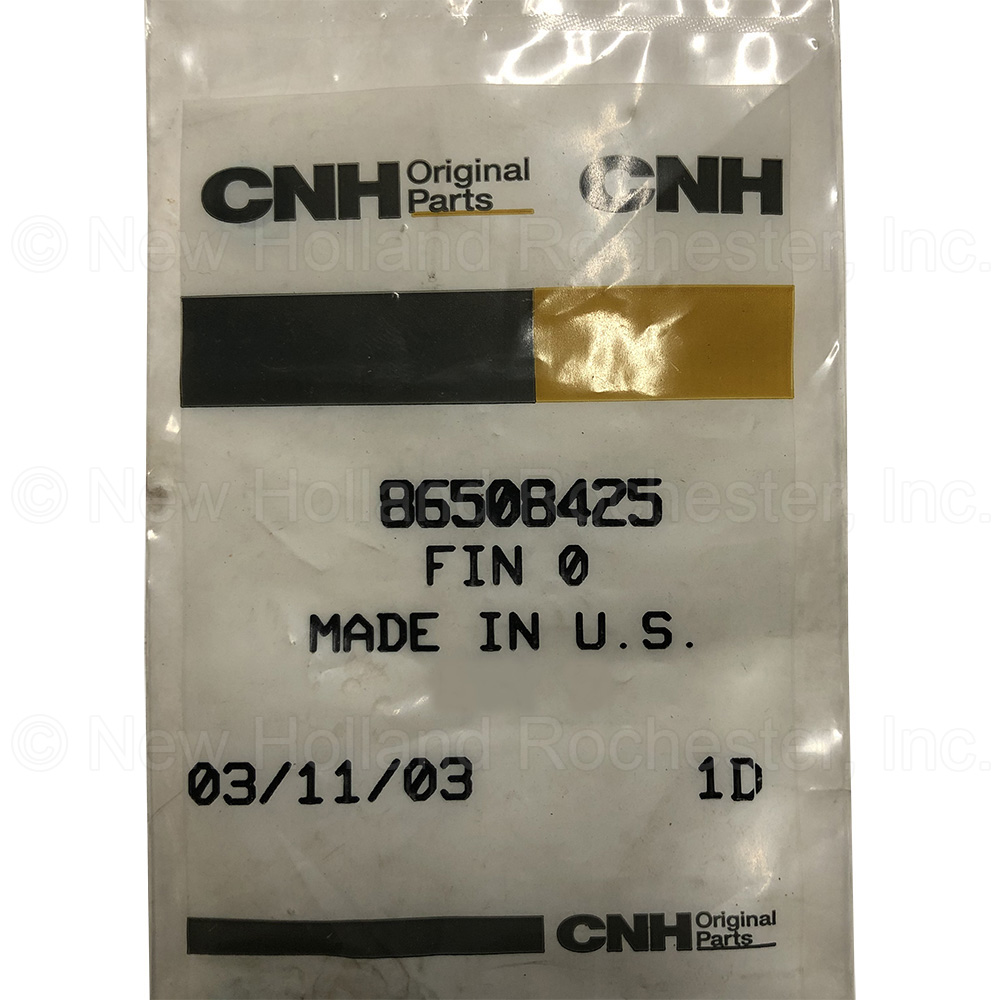 CNH Original Parts CNH
© New Holland Rochester, Inc.
86508425
© New Holland Rochester, Inc.
FIN 0
MADE IN U.S.
© New Holland Rochester, Inc.
03/11/03 1D
CNH Original Parts